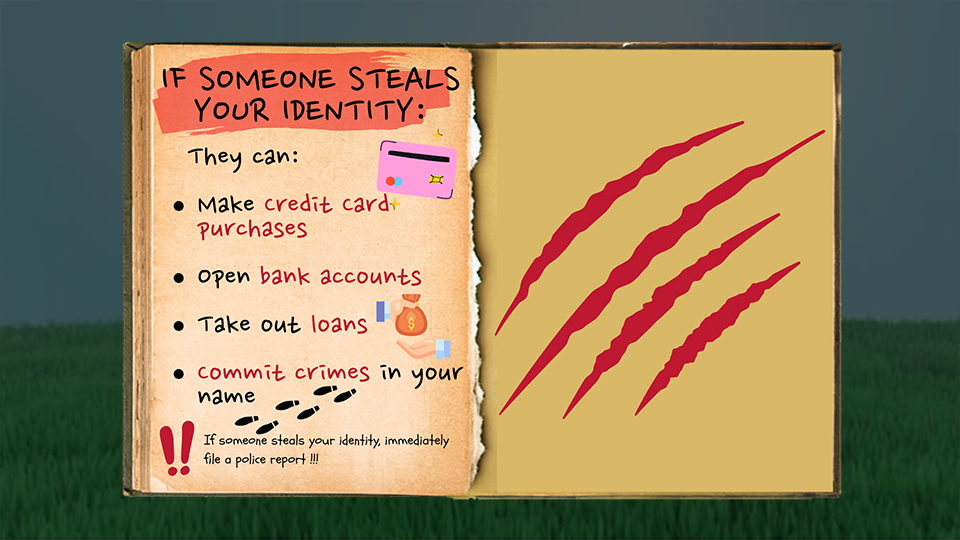 IF SOMEONE STEALS
YOUR IDENTITY:
They can:
Make credit card
purchases
Open bank accounts
Take out loans
commit crimes in your
name
If someone steals your identity, immediately
file a police report !!!